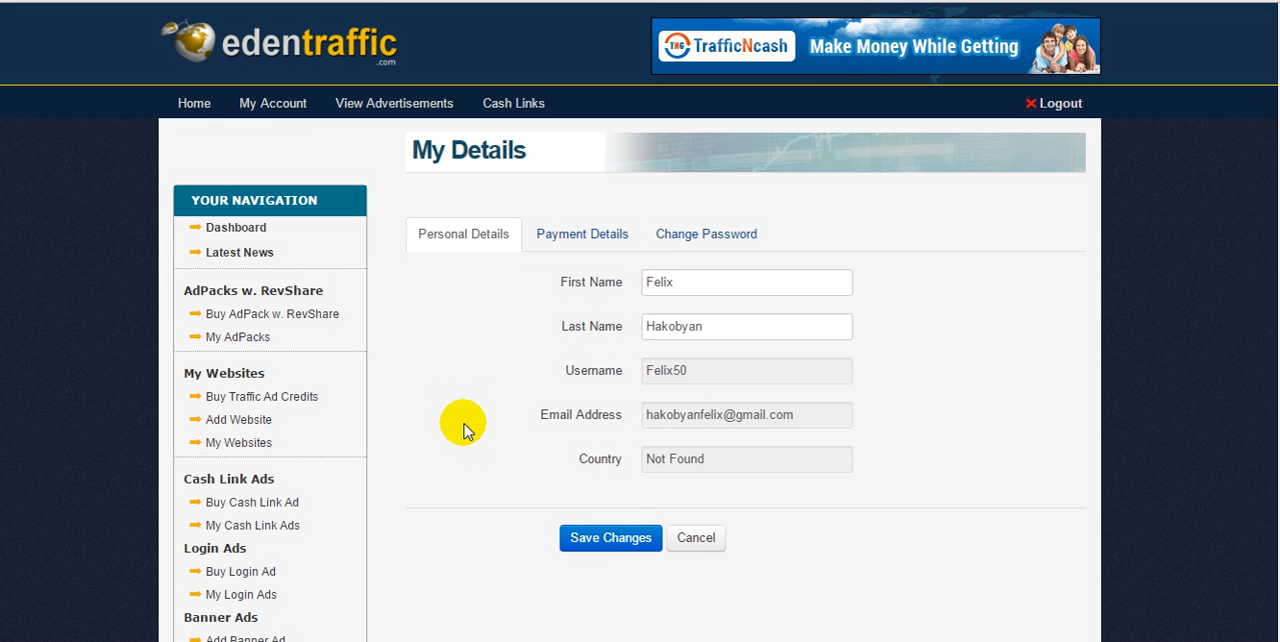 edentraffic
.com
TNC TrafficNcash
Make Money While Getting
Home My Account View Advertisements Cash Links
Logout
My Details
YOUR NAVIGATION
Dashboard
Latest News
AdPacks w. RevShare
Buy AdPack w. RevShare
My AdPacks
My Websites
Buy Traffic Ad Credits
Add Website
My Websites
Cash Link Ads
Buy Cash Link Ad
My Cash Link Ads
Login Ads
Buy Login Ad
My Login Ads
Banner Ads
Add Banner Ad
Personal Details Payment Details Change Password
First Name Felix
Last Name Hakobyan
Username Felix50
Email Address hakobyanfelix@gmail.com
Country Not Found
Save Changes Cancel